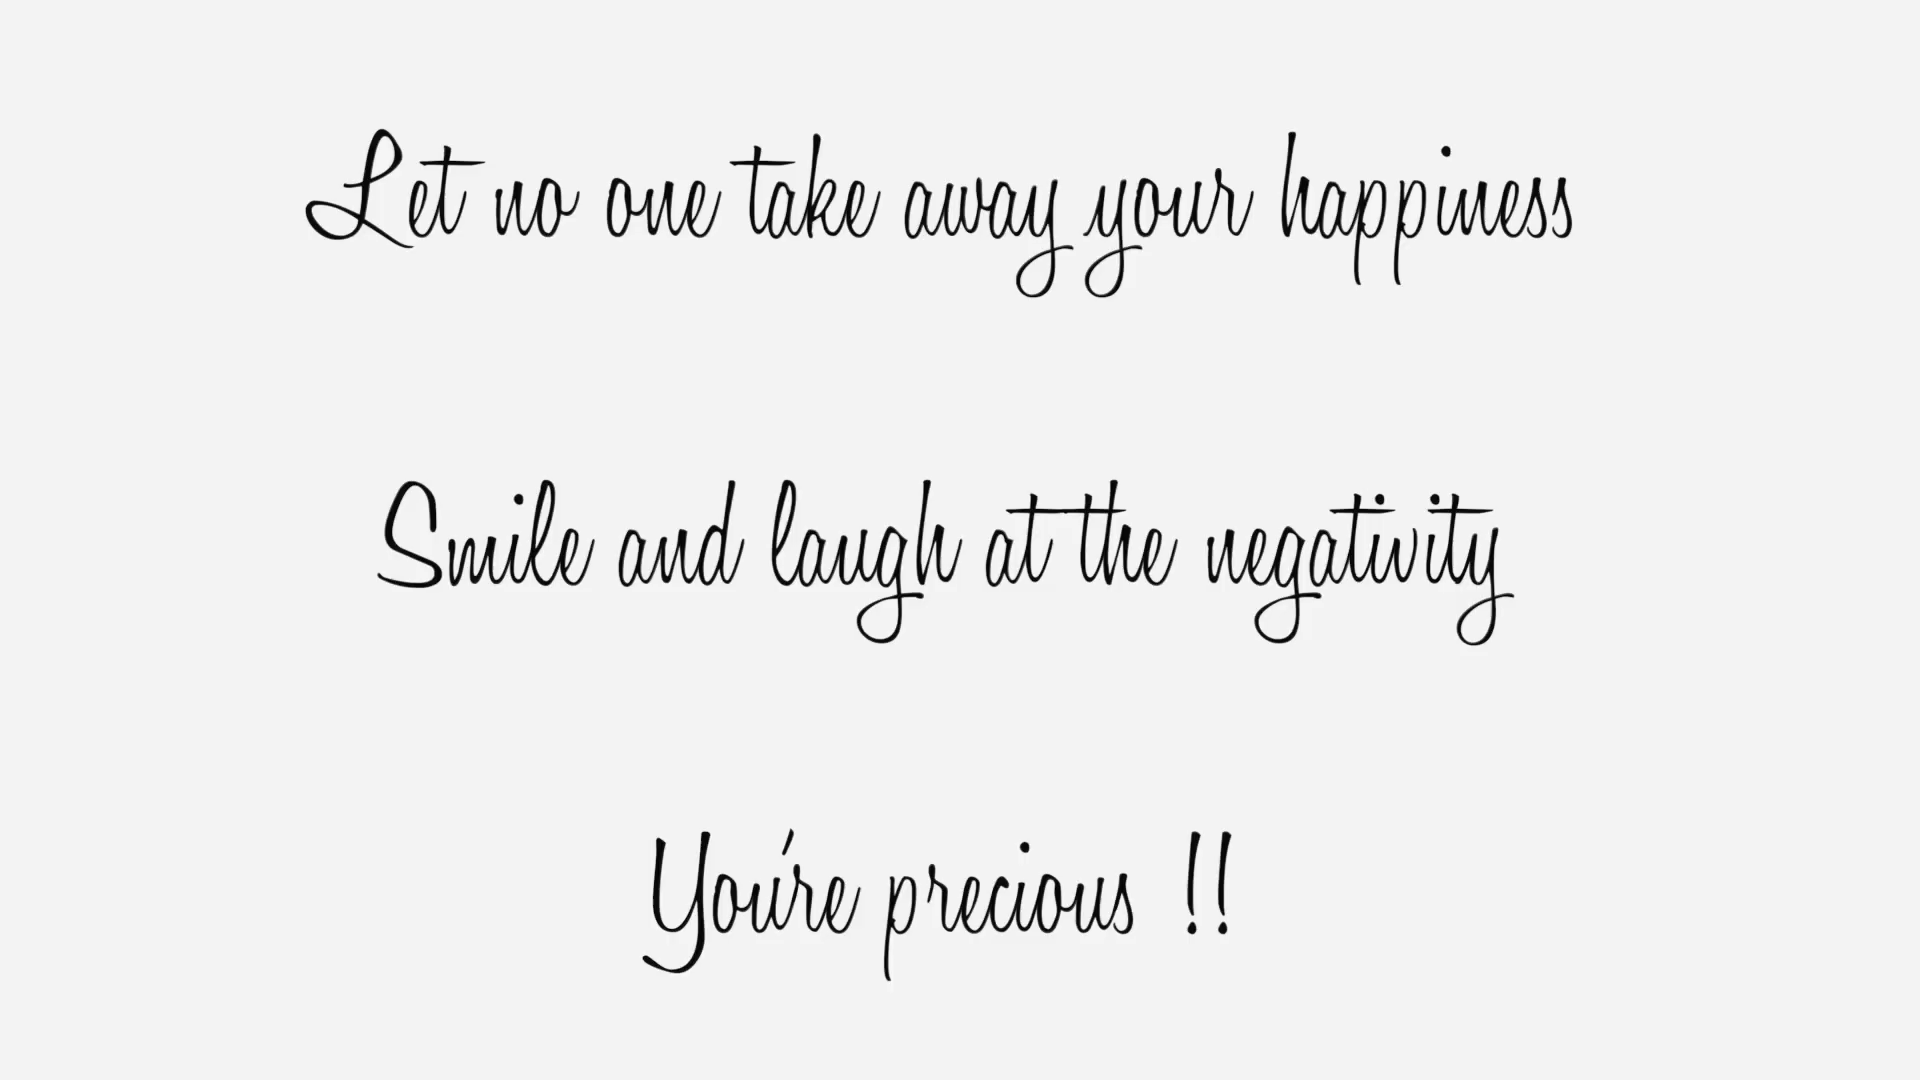 Let no one take away your happiness
Smile and laugh at the negativity
You're precious !!